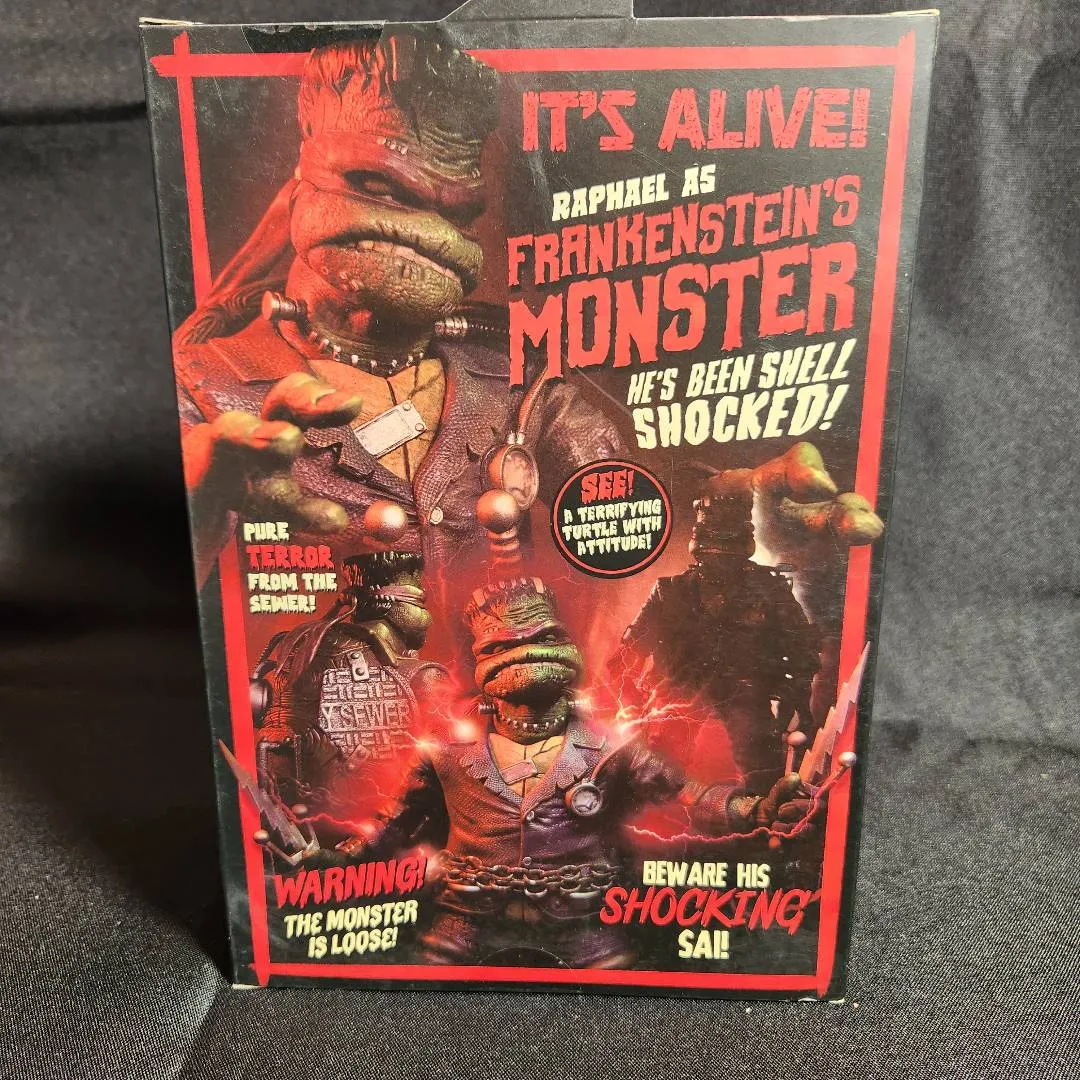 IT'S ALIVE!
RAPHAEL AS
FRANKENSTEIN'S
MONSTER
HE'S BEEN SHELL
SHOCKED!
SEE!
A TERRIFYING
TURTLE WITH
ATTITUDE!
PURE
TERROR
FROM THE
SEWER!
Y SEWER
WARNING!
THE MONSTER
IS LOOSE!
BEWARE HIS
SHOCKING
SAI!